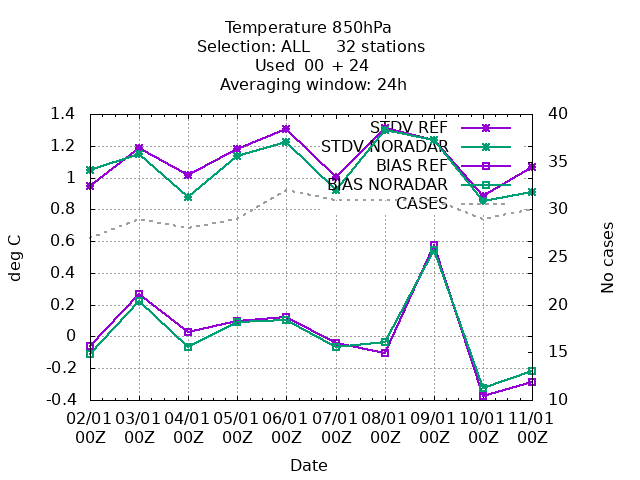 Temperature 850hPa
Selection: ALL 32 stations
Used 00 + 24
Averaging window: 24h
1.4
1.2
1
0.8
0.6
0.4
0.2
0
-0.2
-0.4
40
35
30
25
20
15
10
deg C
No cases
STDV REF
STDV NORADAR
BIAS REF
BIAS NORADAR
CASES
02/01 03/01 04/01 05/01 06/01 07/01 08/01 09/01 10/01 11/01
00Z 00Z 00Z 00Z 00Z 00Z 00Z 00Z 00Z 00Z
Date